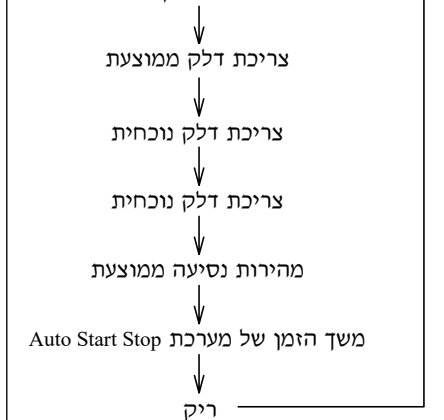 צריכת דלק ממוצעת
צריכת דלק נוכחית
צריכת דלק נוכחית
מהירות נסיעה ממוצעת
משך הזמן של מערכת Auto Start Stop
ריק